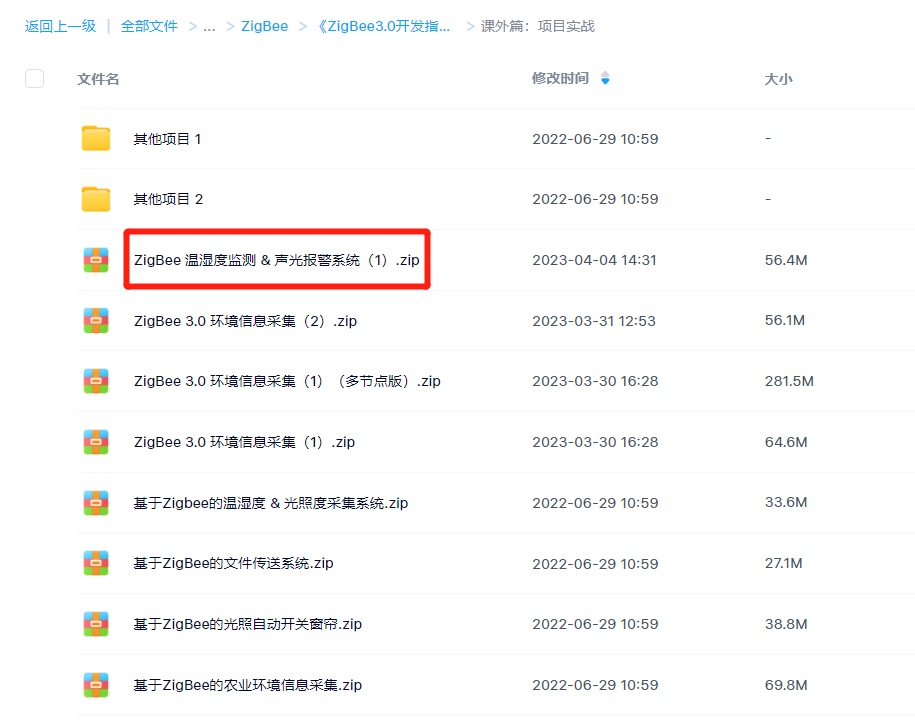 返回上一级 | 全部文件 > ... > ZigBee > 《ZigBee3.0开发指... > 课外篇：项目实战
文件名 修改时间 大小
其他项目 1 2022-06-29 10:59 -
其他项目 2 2022-06-29 10:59 -
ZigBee 温湿度监测 & 声光报警系统（1）.zip 2023-04-04 14:31 56.4M
ZigBee 3.0 环境信息采集（2）.zip 2023-03-31 12:53 56.1M
ZigBee 3.0 环境信息采集（1）（多节点版）.zip 2023-03-30 16:28 281.5M
ZigBee 3.0 环境信息采集（1）.zip 2023-03-30 16:28 64.6M
基于Zigbee的温湿度 & 光照度采集系统.zip 2022-06-29 10:59 33.6M
基于ZigBee的文件传送系统.zip 2022-06-29 10:59 27.1M
基于ZigBee的光照自动开关窗帘.zip 2022-06-29 10:59 38.8M
基于ZigBee的农业环境信息采集.zip 2022-06-29 10:59 69.8M